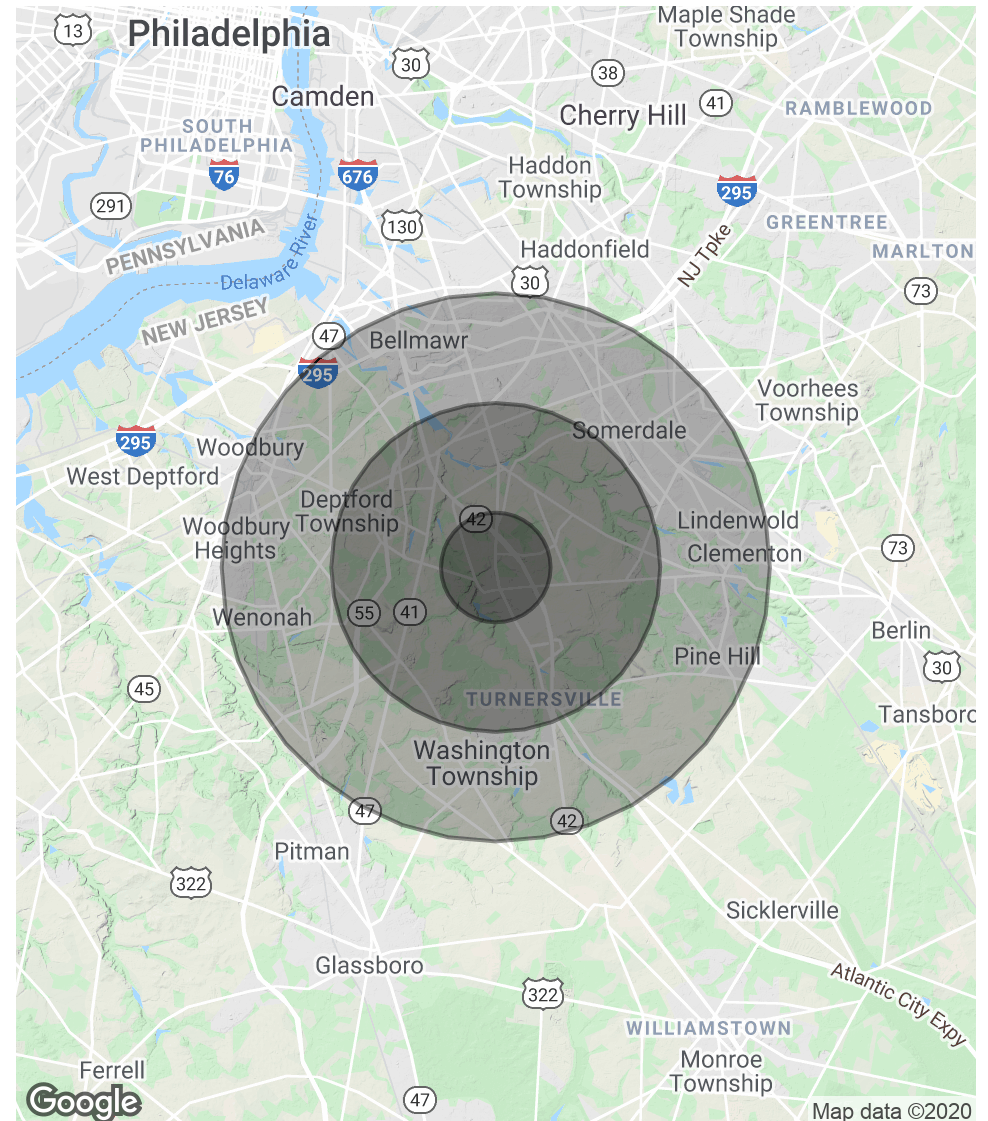 13
Philadelphia
Maple Shade
Township
30
38
Camden
41
Cherry Hill
RAMBLEWOOD
SOUTH
PHILADELPHIA
76
676
Haddon
Township
295
291
130
GREENTREE
PENNSYLVANIA
Delaware River
Haddonfield
NJ Tpke
MARLTON
30
73
NEW JERSEY
47
Bellmawr
295
Voorhees
Township
295
Woodbury
Somerdale
West Deptford
Deptford
Township
42
Woodbury
Heights
Lindenwold
Clementon
73
Wenonah
55
41
Berlin
Pine Hill
30
45
TURNERSVILLE
Tansboro
Washington
Township
47
42
Pitman
322
Sicklerville
Glassboro
322
Atlantic City Expy
WILLIAMSTOWN
Monroe
Township
Ferrell
Google
47
Map data ©2020